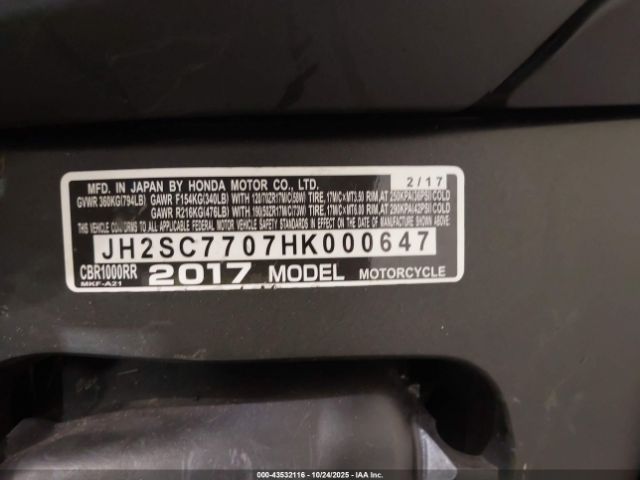 MFD. IN JAPAN BY HONDA MOTOR CO., LTD. 2/17
GVWR 360KG(794LB) GAWR F154KG(340LB) WITH 120/70ZR17M/C(58W) TIRE, 17M/C×MT3.50 RIM,AT 250KPA(36PSI)COLD
GAWR R216KG(476LB) WITH 190/50ZR17M/C(73W) TIRE, 17M/C×MT6.00 RIM,AT 290KPA(42PSI)COLD
THIS VEHICLE CONFORMS TO ALL APPLICABLE FEDERAL MOTOR VEHICLE SAFETY STANDARDS IN EFFECT ON THE DATE OF MANUFACTURE SHOWN ABOVE.
JH2SC7707HK000647
CBR1000RR 2017 MODEL MOTORCYCLE
MKF-A21
000-43532116 - 10/24/2025 - ©IAA Inc.